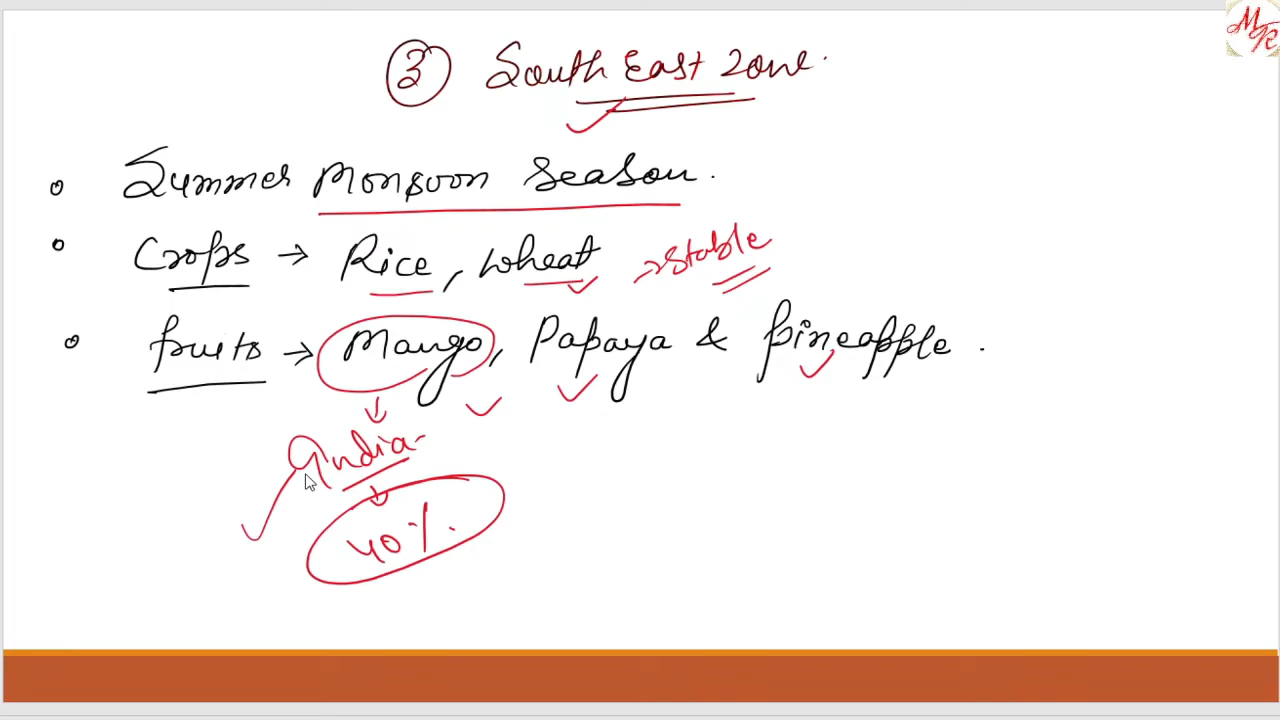 3 South East Zone.
Summer Monsoon Season.
Crops → Rice, Wheat → Stable
fruits → Mango, Papaya & pineapple.
India
40%.